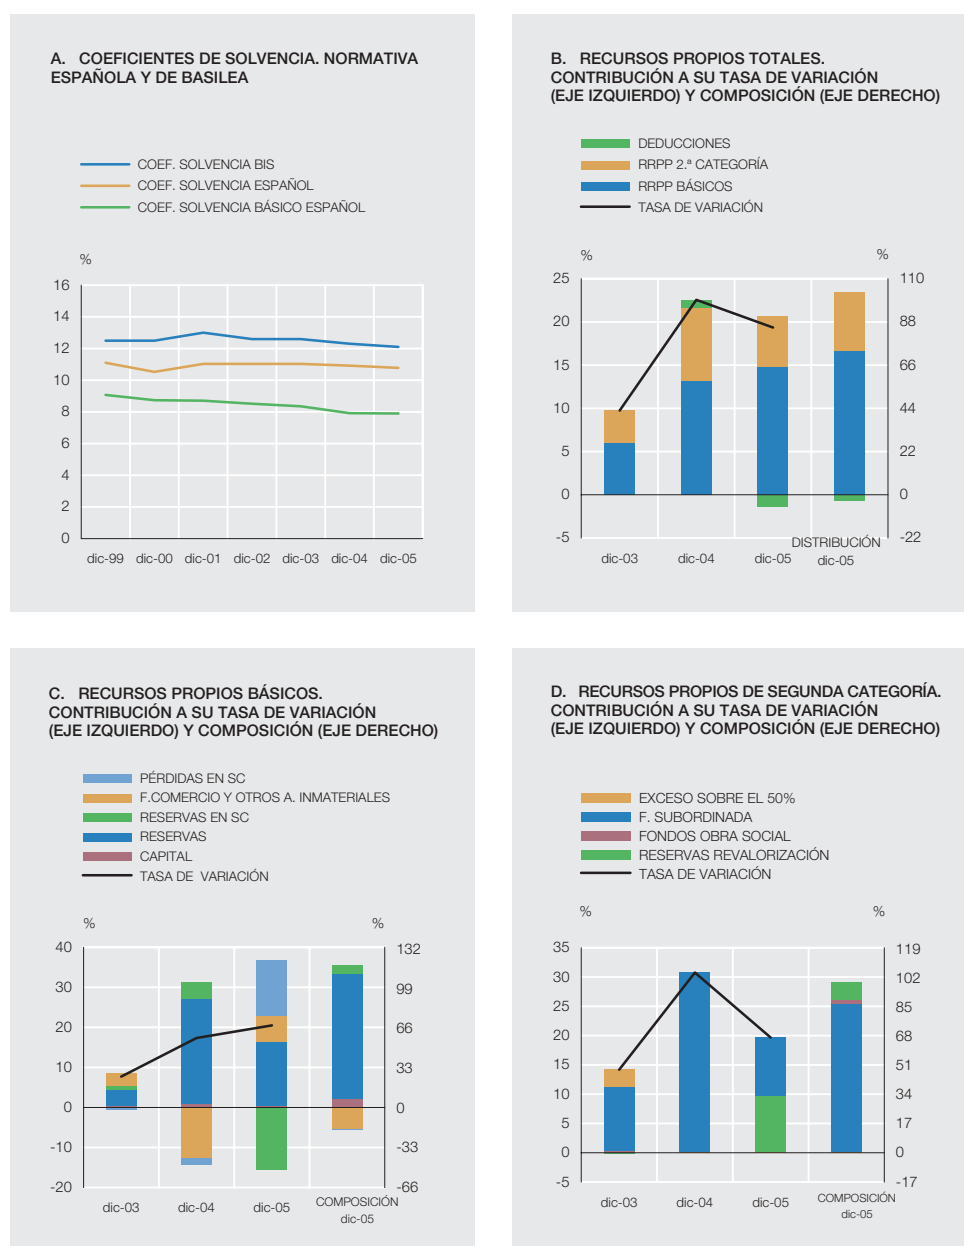 A. COEFICIENTES DE SOLVENCIA. NORMATIVA
ESPAÑOLA Y DE BASILEA
COEF. SOLVENCIA BIS
COEF. SOLVENCIA ESPAÑOL
COEF. SOLVENCIA BÁSICO ESPAÑOL
%
16
14
12
10
8
6
4
2
0
dic-99 dic-00 dic-01 dic-02 dic-03 dic-04 dic-05
B. RECURSOS PROPIOS TOTALES.
CONTRIBUCIÓN A SU TASA DE VARIACIÓN
(EJE IZQUIERDO) Y COMPOSICIÓN (EJE DERECHO)
DEDUCCIONES
RRPP 2.ª CATEGORÍA
RRPP BÁSICOS
TASA DE VARIACIÓN
% %
25 110
20 88
15 66
10 44
5 22
0 0
-5 -22
DISTRIBUCIÓN
dic-03 dic-04 dic-05 dic-05
C. RECURSOS PROPIOS BÁSICOS.
CONTRIBUCIÓN A SU TASA DE VARIACIÓN
(EJE IZQUIERDO) Y COMPOSICIÓN (EJE DERECHO)
PÉRDIDAS EN SC
F.COMERCIO Y OTROS A. INMATERIALES
RESERVAS EN SC
RESERVAS
CAPITAL
TASA DE VARIACIÓN
% %
40 132
30 99
20 66
10 33
0 0
-10 -33
-20 -66
COMPOSICIÓN
dic-03 dic-04 dic-05 dic-05
D. RECURSOS PROPIOS DE SEGUNDA CATEGORÍA.
CONTRIBUCIÓN A SU TASA DE VARIACIÓN
(EJE IZQUIERDO) Y COMPOSICIÓN (EJE DERECHO)
EXCESO SOBRE EL 50%
F. SUBORDINADA
FONDOS OBRA SOCIAL
RESERVAS REVALORIZACIÓN
TASA DE VARIACIÓN
% %
35 119
30 102
25 85
20 68
15 51
10 34
5 17
0 0
-5 -17
COMPOSICIÓN
dic-03 dic-04 dic-05 dic-05